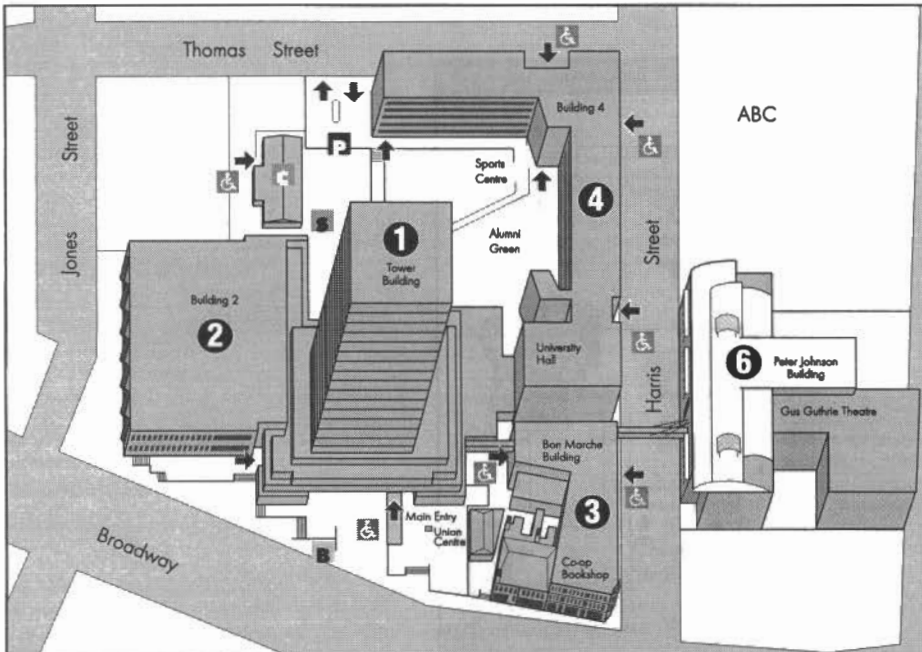 Thomas Street
Building 4
ABC
Jones Street
P
C
S
Sports
Centre
4
1
Tower
Building
Alumni
Green
Street
Building 2
2
University
Hall
6
Peter Johnson
Building
Harris
Gus Guthrie Theatre
Bon Marche
Building
3
Main Entry
Union
Centre
Co-op
Bookshop
B
Broadway